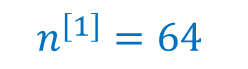 n^[1] = 64